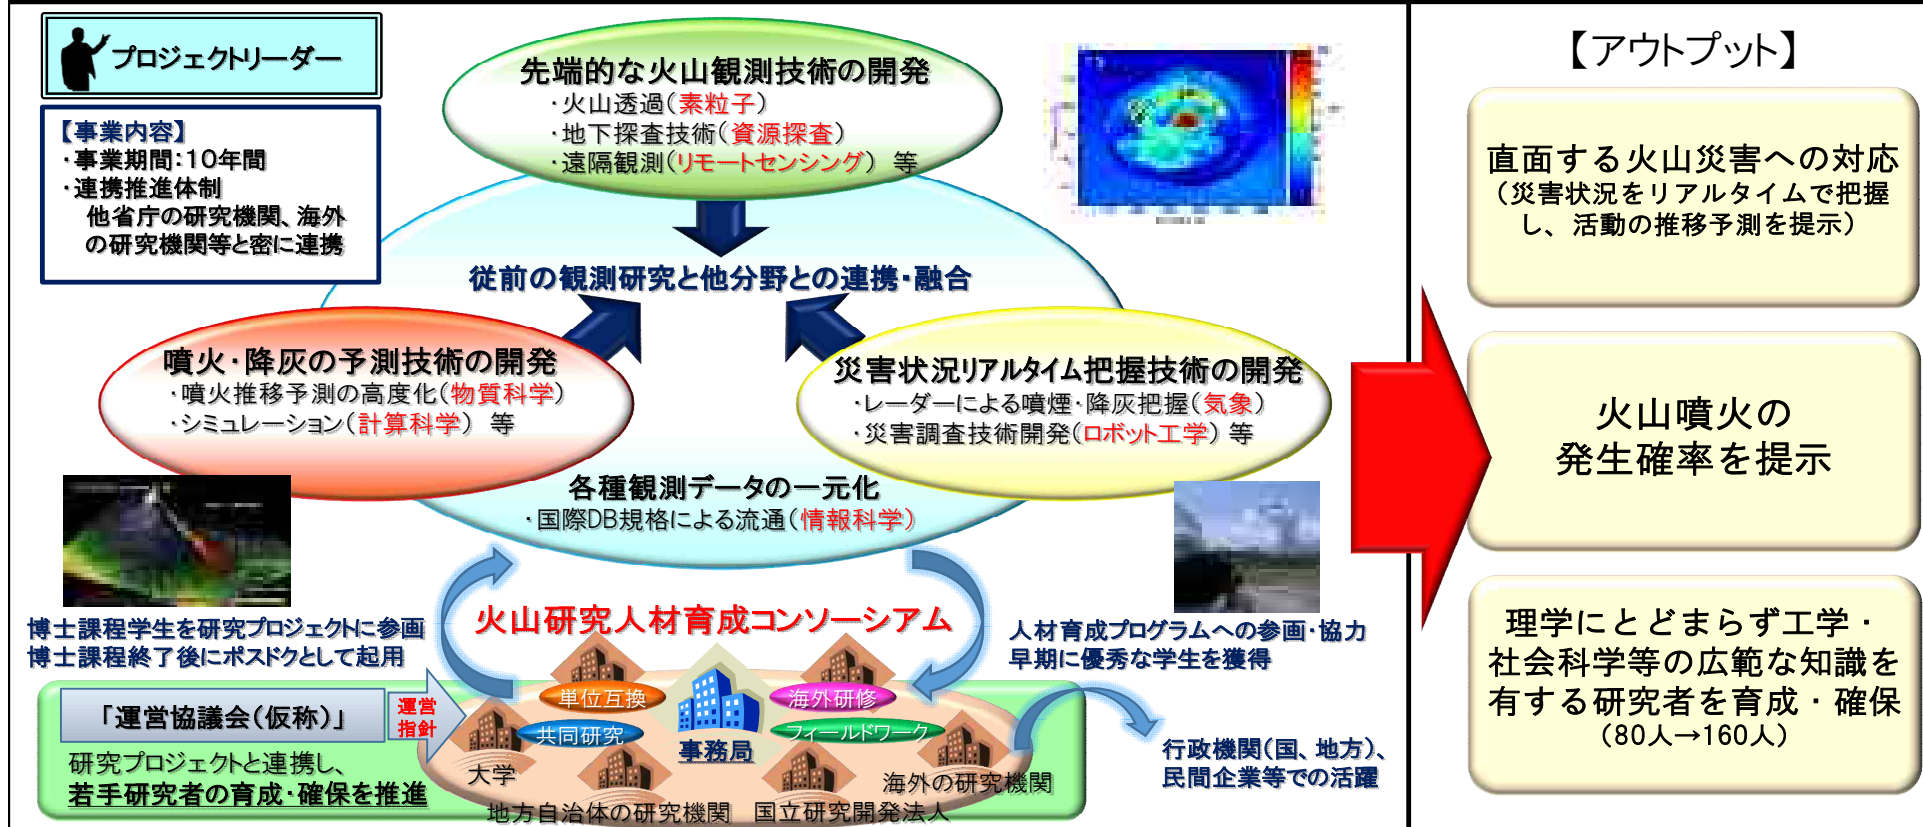 プロジェクトリーダー
【事業内容】
・事業期間：10年間
・連携推進体制
他省庁の研究機関、海外
の研究機関等と密に連携
先端的な火山観測技術の開発
・火山透過（素粒子）
・地下探査技術（資源探査）
・遠隔観測（リモートセンシング） 等
従前の観測研究と他分野との連携・融合
噴火・降灰の予測技術の開発
・噴火推移予測の高度化（物質科学）
・シミュレーション（計算科学） 等
災害状況リアルタイム把握技術の開発
・レーダーによる噴煙・降灰把握（気象）
・災害調査技術開発（ロボット工学） 等
各種観測データの一元化
・国際DB規格による流通（情報科学）
火山研究人材育成コンソーシアム
博士課程学生を研究プロジェクトに参画
博士課程終了後にポスドクとして起用
人材育成プログラムへの参画・協力
早期に優秀な学生を獲得
「運営協議会（仮称）」
運営
指針
研究プロジェクトと連携し、
若手研究者の育成・確保を推進
単位互換
共同研究
海外研修
フィールドワーク
事務局
大学
地方自治体の研究機関
国立研究開発法人
海外の研究機関
行政機関（国、地方）、
民間企業等での活躍
【アウトプット】
直面する火山災害への対応
（災害状況をリアルタイムで把握
し、活動の推移予測を提示）
火山噴火の
発生確率を提示
理学にとどまらず工学・
社会科学等の広範な知識を
有する研究者を育成・確保
（80人→160人）